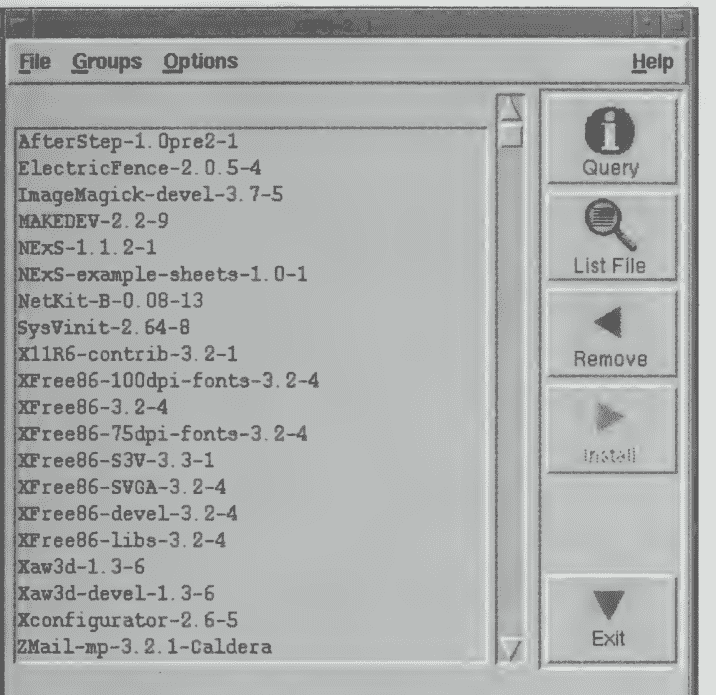 File Groups Options Help
AfterStep-1.0pre2-1
ElectricFence-2.0.5-4
ImageMagick-devel-3.7-5
MAKEDEV-2.2-9
NExS-1.1.2-1
NExS-example-sheets-1.0-1
NetKit-B-0.08-13
SysVinit-2.64-8
X11R6-contrib-3.2-1
XFree86-100dpi-fonts-3.2-4
XFree86-3.2-4
XFree86-75dpi-fonts-3.2-4
XFree86-S3V-3.3-1
XFree86-SVGA-3.2-4
XFree86-devel-3.2-4
XFree86-libs-3.2-4
Xaw3d-1.3-6
Xaw3d-devel-1.3-6
Xconfigurator-2.6-5
ZMail-mp-3.2.1-Caldera
Query
List File
Remove
Install
Exit